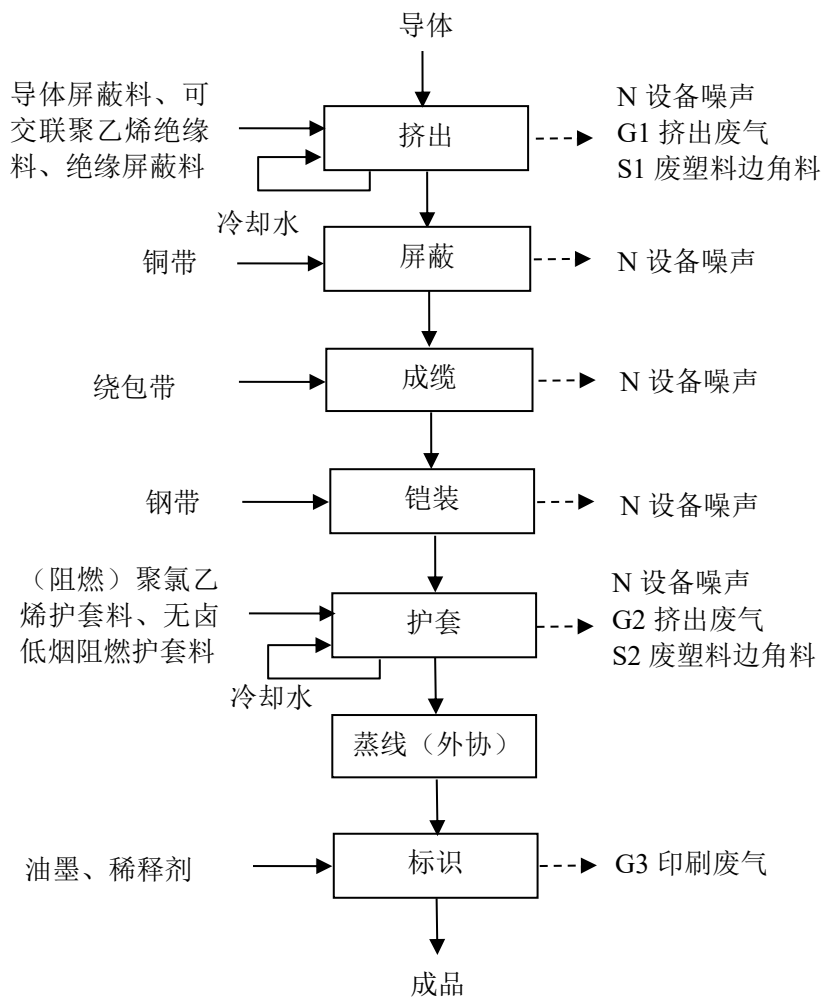 导体
导体屏蔽料、可
交联聚乙烯绝缘
料、绝缘屏蔽料
挤出
N 设备噪声
G1 挤出废气
S1 废塑料边角料
冷却水
铜带
屏蔽
N 设备噪声
绕包带
成缆
N 设备噪声
钢带
铠装
N 设备噪声
（阻燃）聚氯乙
烯护套料、无卤
低烟阻燃护套料
护套
N 设备噪声
G2 挤出废气
S2 废塑料边角料
冷却水
蒸线（外协）
油墨、稀释剂
标识
G3 印刷废气
成品